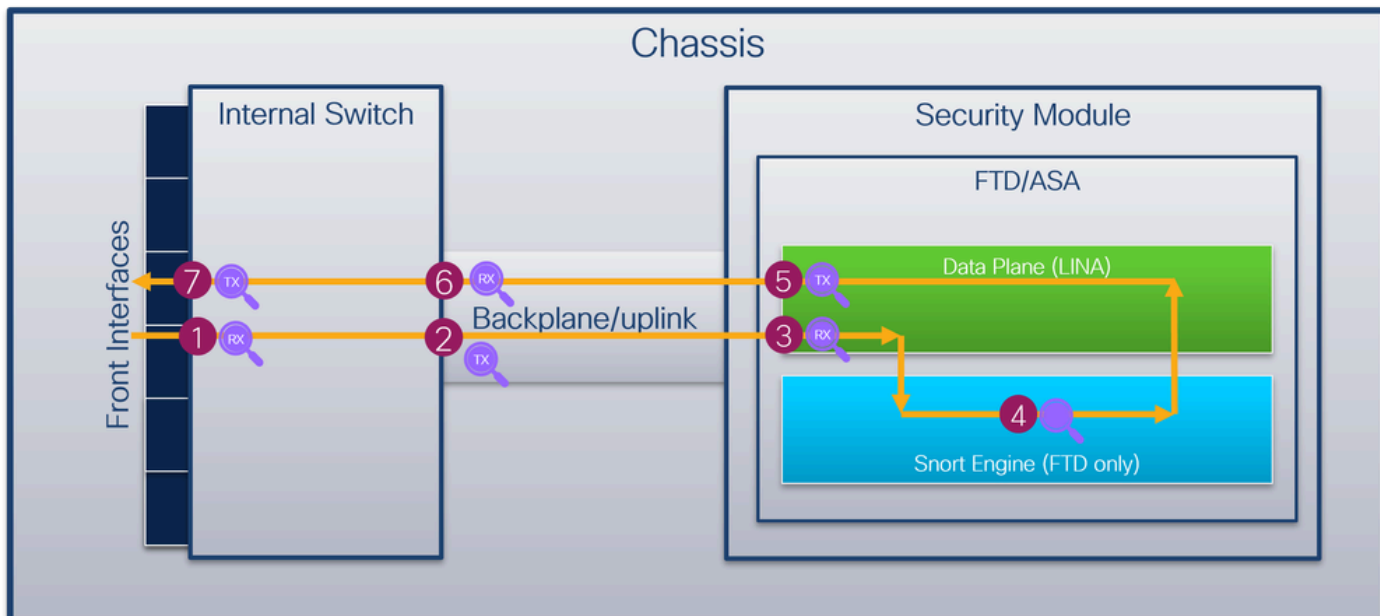 Chassis
Internal Switch
Security Module
FTD/ASA
Front Interfaces
Data Plane (LINA)
7 TX
6 RX
5 TX
Backplane/uplink
1 RX
2 TX
3 RX
4
Snort Engine (FTD only)